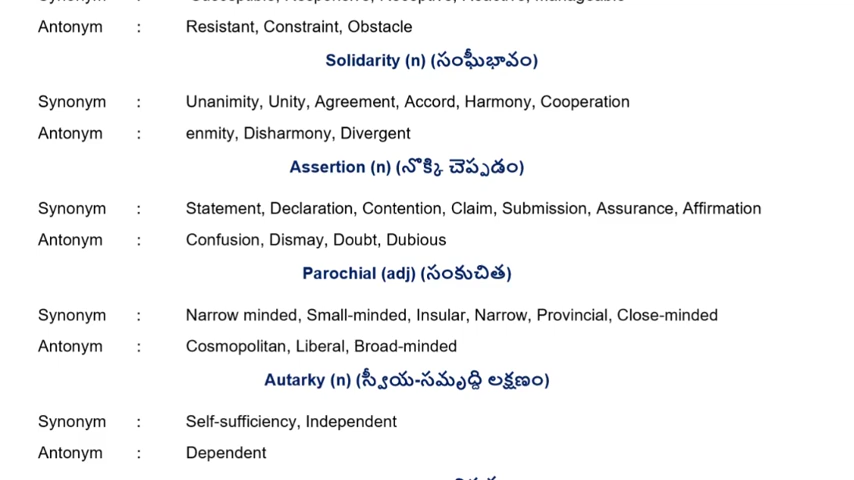 Antonym : Resistant, Constraint, Obstacle
Solidarity (n) (సంఘీభావం)
Synonym : Unanimity, Unity, Agreement, Accord, Harmony, Cooperation
Antonym : enmity, Disharmony, Divergent
Assertion (n) (నొక్కి చెప్పడం)
Synonym : Statement, Declaration, Contention, Claim, Submission, Assurance, Affirmation
Antonym : Confusion, Dismay, Doubt, Dubious
Parochial (adj) (సంకుచిత)
Synonym : Narrow minded, Small-minded, Insular, Narrow, Provincial, Close-minded
Antonym : Cosmopolitan, Liberal, Broad-minded
Autarky (n) (స్వీయ-సమృద్ధి లక్షణం)
Synonym : Self-sufficiency, Independent
Antonym : Dependent